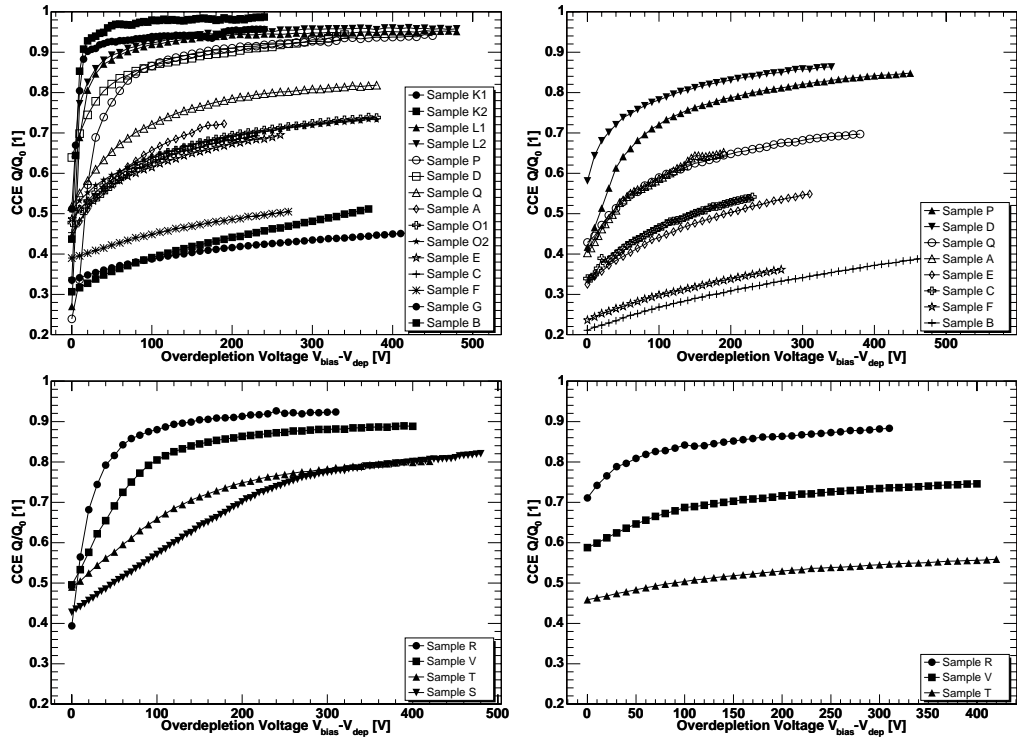 1
0.9
0.8
0.7
0.6
0.5
0.4
0.3
0.2
CCE Q/Q0 [1]
0 100 200 300 400 500
Overdepletion Voltage Vbias-Vdep [V]
Sample K1
Sample K2
Sample L1
Sample L2
Sample P
Sample D
Sample Q
Sample A
Sample O1
Sample O2
Sample E
Sample C
Sample F
Sample G
Sample B
1
0.9
0.8
0.7
0.6
0.5
0.4
0.3
0.2
CCE Q/Q0 [1]
0 100 200 300 400 500
Overdepletion Voltage Vbias-Vdep [V]
Sample P
Sample D
Sample Q
Sample A
Sample E
Sample C
Sample F
Sample B
1
0.9
0.8
0.7
0.6
0.5
0.4
0.3
0.2
CCE Q/Q0 [1]
0 100 200 300 400 500
Overdepletion Voltage Vbias-Vdep [V]
Sample R
Sample V
Sample T
Sample S
1
0.9
0.8
0.7
0.6
0.5
0.4
0.3
0.2
CCE Q/Q0 [1]
0 50 100 150 200 250 300 350 400
Overdepletion Voltage Vbias-Vdep [V]
Sample R
Sample V
Sample T